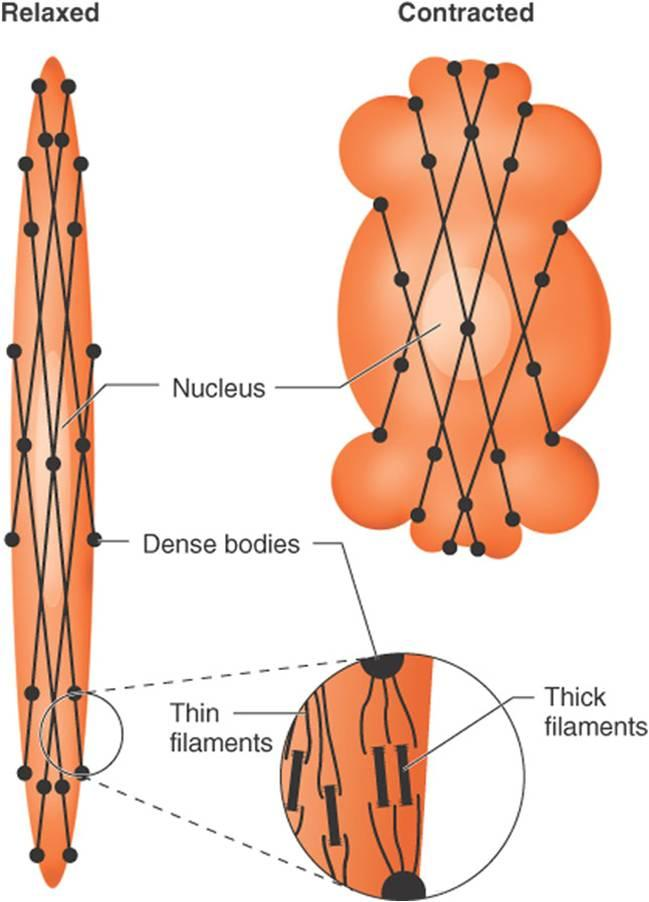 Relaxed
Contracted
Nucleus
Dense bodies
Thin
filaments
Thick
filaments